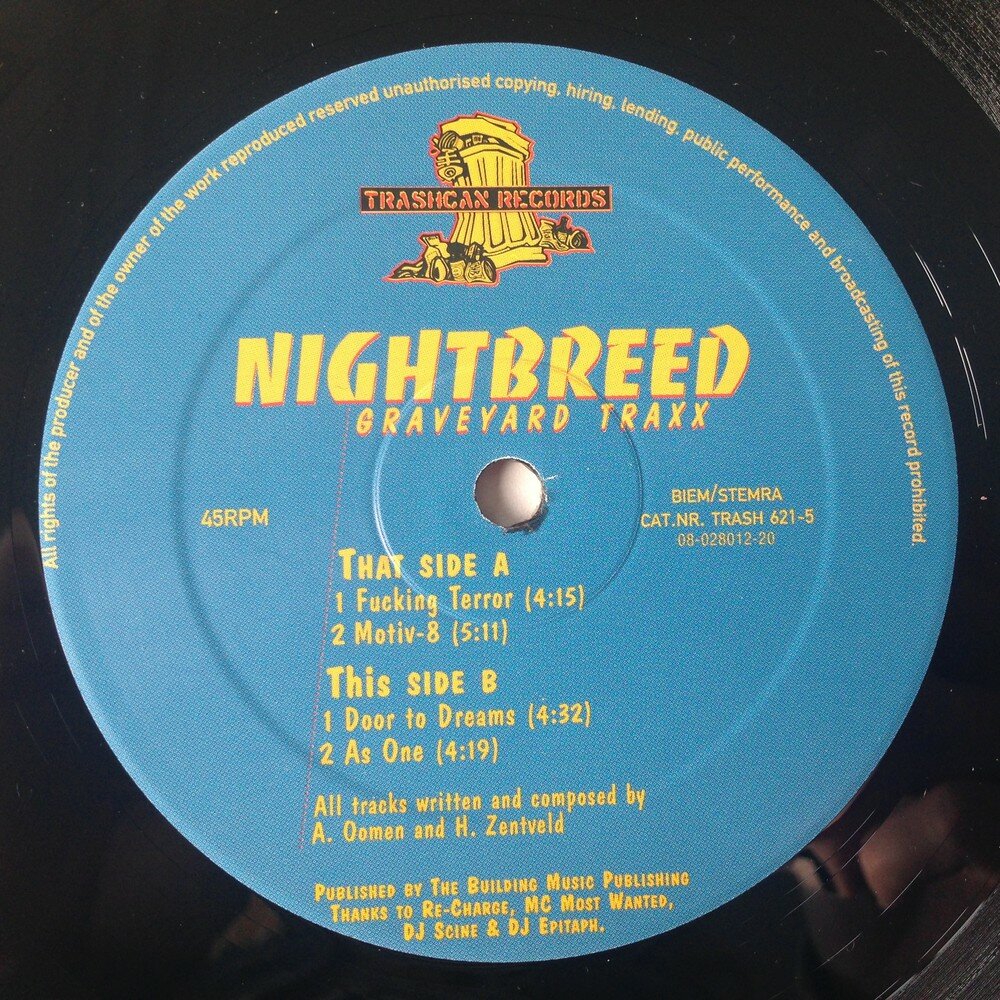 All rights of the producer and of the owner of the work reproduced reserved unauthorised copying, hiring, lending, public performance and broadcasting of this record prohibited.
TRASHCAN RECORDS
NIGHTBREED
GRAVEYARD TRAXX
45RPM
BIEM/STEMRA
CAT.NR. TRASH 621-5
08-028012-20
THAT SIDE A
1 Fucking Terror (4:15)
2 Motiv-8 (5:11)
This SIDE B
1 Door to Dreams (4:32)
2 As One (4:19)
All tracks written and composed by
A. Oomen and H. Zentveld
PUBLISHED BY THE BUILDING MUSIC PUBLISHING
THANKS TO RE-CHARGE, MC MOST WANTED,
DJ SCINE & DJ EPITAPH.